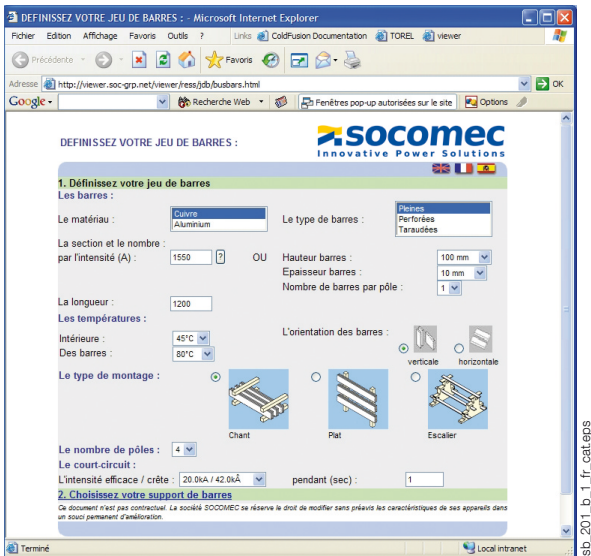 DEFINISSEZ VOTRE JEU DE BARRES : - Microsoft Internet Explorer
Fichier Edition Affichage Favoris Outils ? Links ColdFusion Documentation TOREL viewer
Précédente Favoris
Adresse http://viewer.soc-grp.net/viewer/ress/jdb/busbars.html OK
Google Recherche Web Fenêtres pop-up autorisées sur le site Options
DEFINISSEZ VOTRE JEU DE BARRES :
socomec
Innovative Power Solutions
1. Définissez votre jeu de barres
Les barres :
Le matériau : Cuivre Aluminium Le type de barres : Pleines Perforées Taraudées
La section et le nombre :
par l'intensité (A) : 1550 ? OU Hauteur barres : 100 mm
Epaisseur barres : 10 mm
Nombre de barres par pôle : 1
La longueur : 1200
Les températures :
Intérieure : 45°C L'orientation des barres :
Des barres : 80°C verticale horizontale
Le type de montage :
Chant Plat Escalier
Le nombre de pôles : 4
Le court-circuit :
L'intensité efficace / crête : 20.0kA / 42.0kÂ pendant (sec) : 1
2. Choisissez votre support de barres
Ce document n'est pas contractuel. La société SOCOMEC se réserve le droit de modifier sans préavis les caractéristiques de ses appareils dans
un souci permanent d'amélioration.
Terminé Local intranet
sb_201_b_1_fr_cat.eps